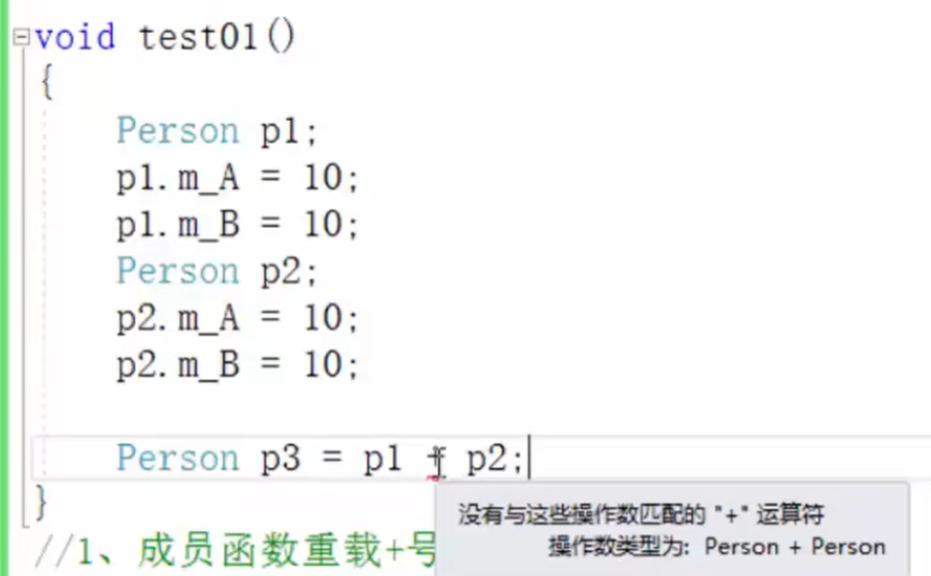 void test01()
{
Person p1;
p1.m_A = 10;
p1.m_B = 10;
Person p2;
p2.m_A = 10;
p2.m_B = 10;
Person p3 = p1 + p2;
}
没有与这些操作数匹配的 "+" 运算符
操作数类型为: Person + Person
//1、成员函数重载+号